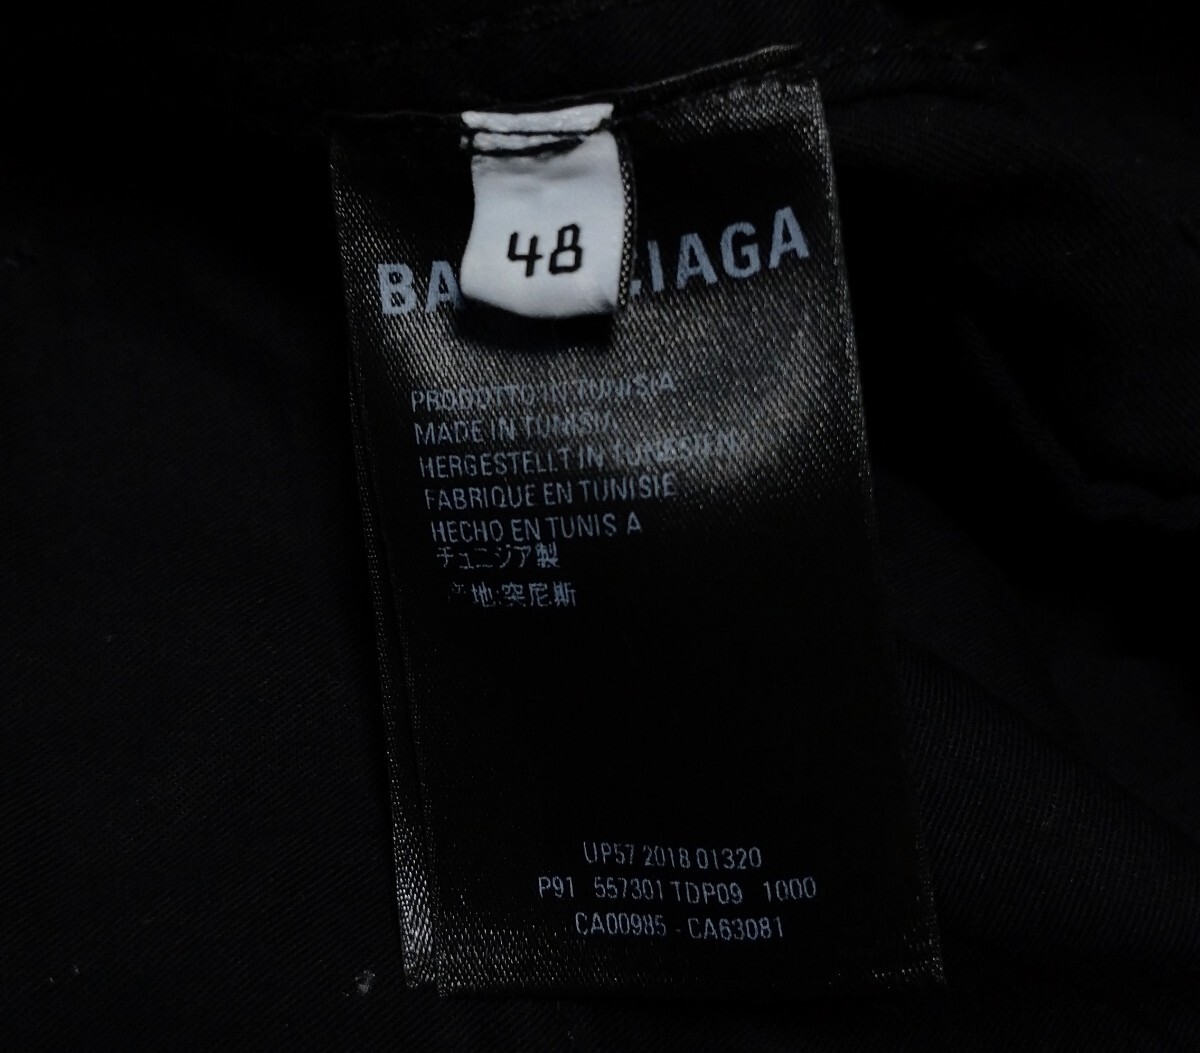 48
BA LIAGA
PRODOTTO IN TUNISIA
MADE IN TUNISIA
HERGESTELLT IN TUNESIEN
FABRIQUE EN TUNISIE
HECHO EN TUNIS A
チュニジア製
产地:突尼斯
UP57 2018 01320
P91 557301 TDP09 1000
CA00985 - CA63081